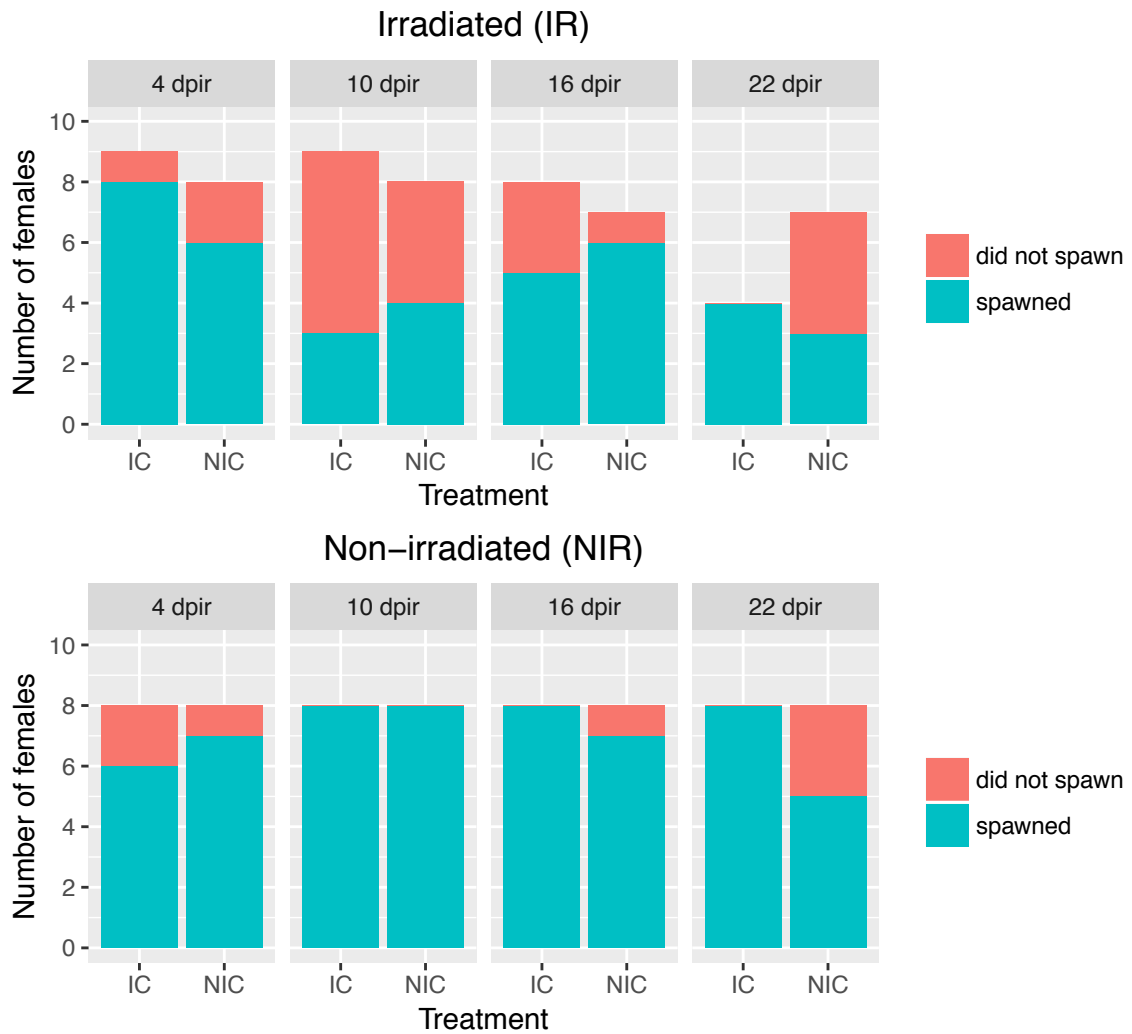 Irradiated (IR)
4 dpir 10 dpir 16 dpir 22 dpir
Number of females
10
8
6
4
2
0
IC NIC IC NIC IC NIC IC NIC
Treatment
did not spawn
spawned
Non−irradiated (NIR)
4 dpir 10 dpir 16 dpir 22 dpir
Number of females
10
8
6
4
2
0
IC NIC IC NIC IC NIC IC NIC
Treatment
did not spawn
spawned